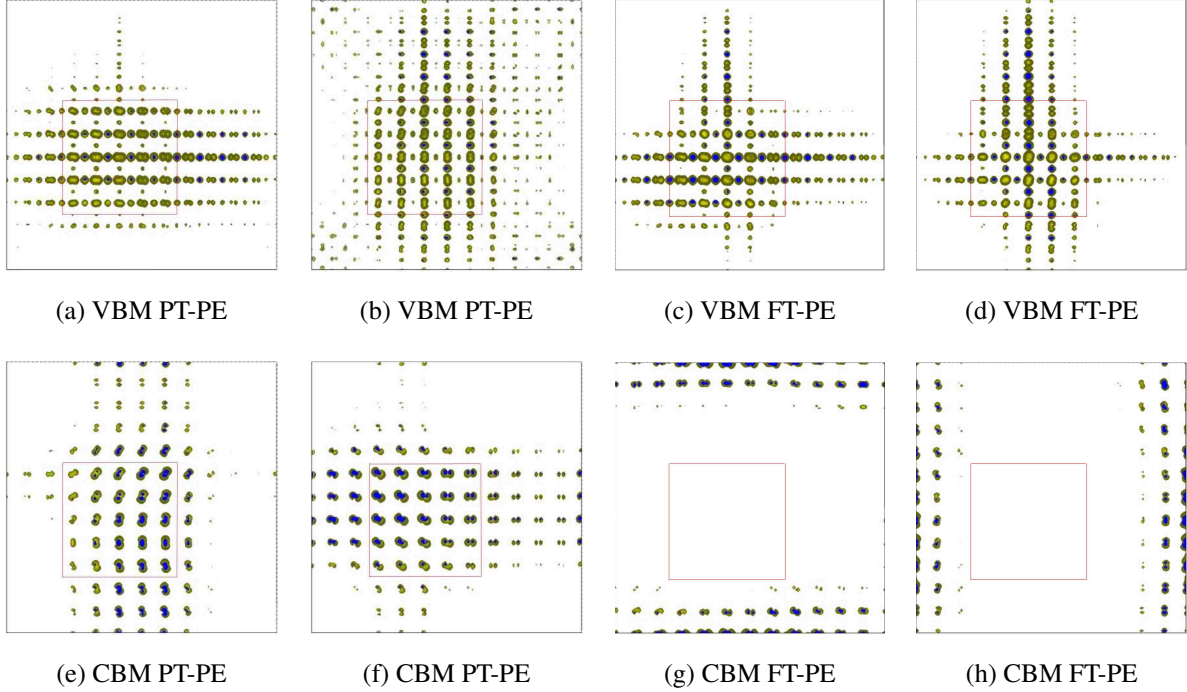 (a) VBM PT-PE
(b) VBM PT-PE
(c) VBM FT-PE
(d) VBM FT-PE
(e) CBM PT-PE
(f) CBM PT-PE
(g) CBM FT-PE
(h) CBM FT-PE